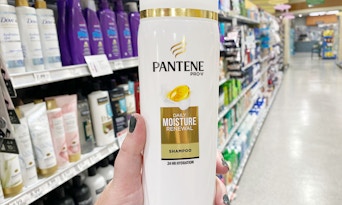 PANTENE
PRO-V
DAILY
MOISTURE
RENEWAL
SHAMPOO
Dove